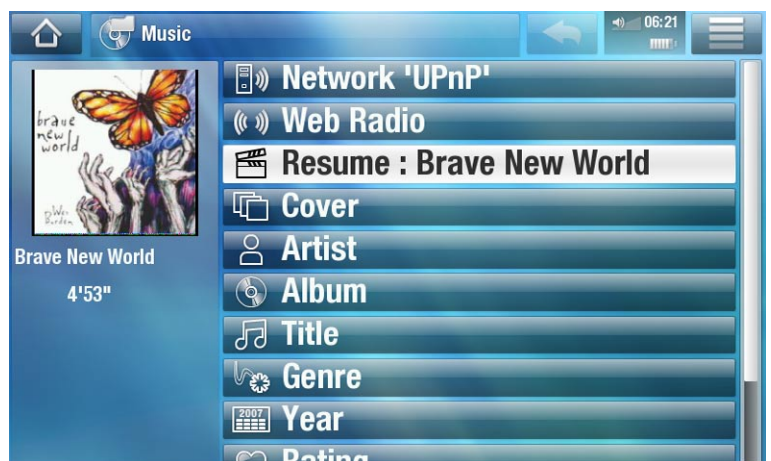 Music
06:21
brave
new
world
Brave New World
4'53"
Network 'UPnP'
Web Radio
Resume : Brave New World
Cover
Artist
Album
Title
Genre
2007
Year
Rating